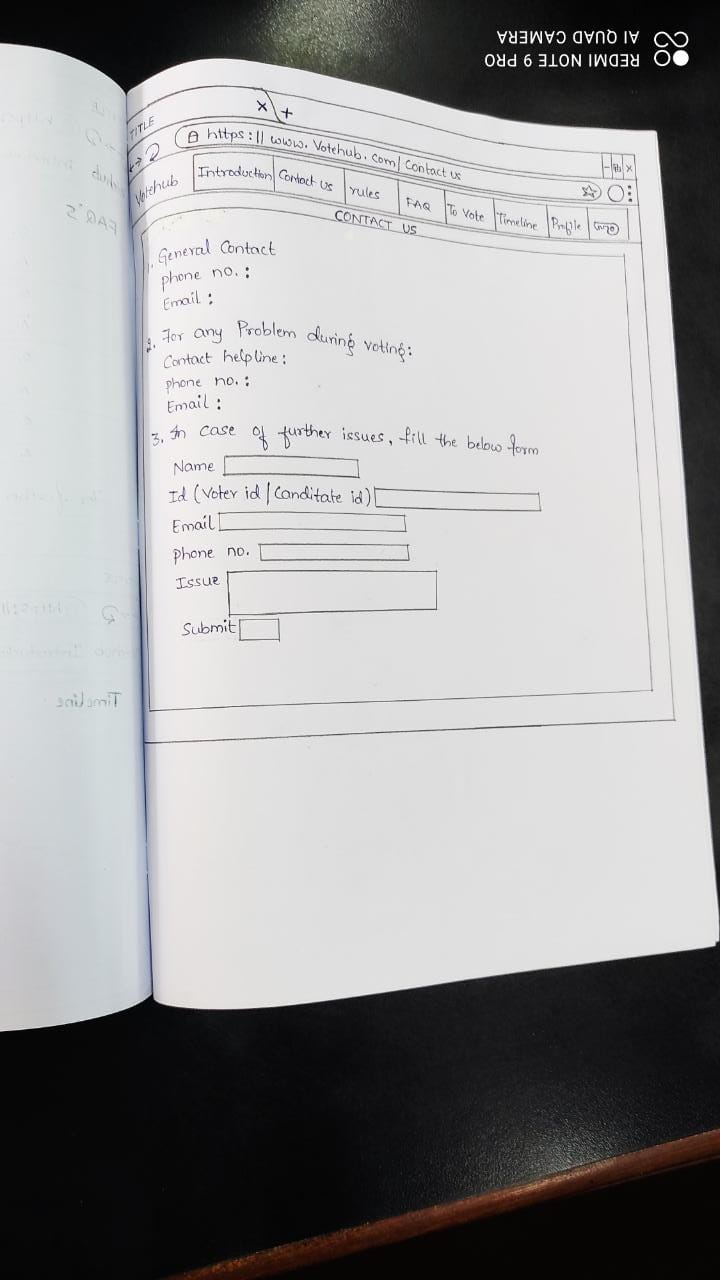 REDMI NOTE 9 PRO
AI QUAD CAMERA
TITLE x +
https:|| www. Votehub. com/ Contact us
Votehub Introduction Contact us rules FAQ To Vote Timeline Profile
CONTACT US
1. General Contact
phone no. :
Email :
2. For any Problem during voting:
Contact helpline:
phone no. :
Email :
3. In case of further issues, fill the below form
Name
Id (Voter id | Canditate id)
Email
Phone no.
Issue
Submit
FAQ'S
Timeline